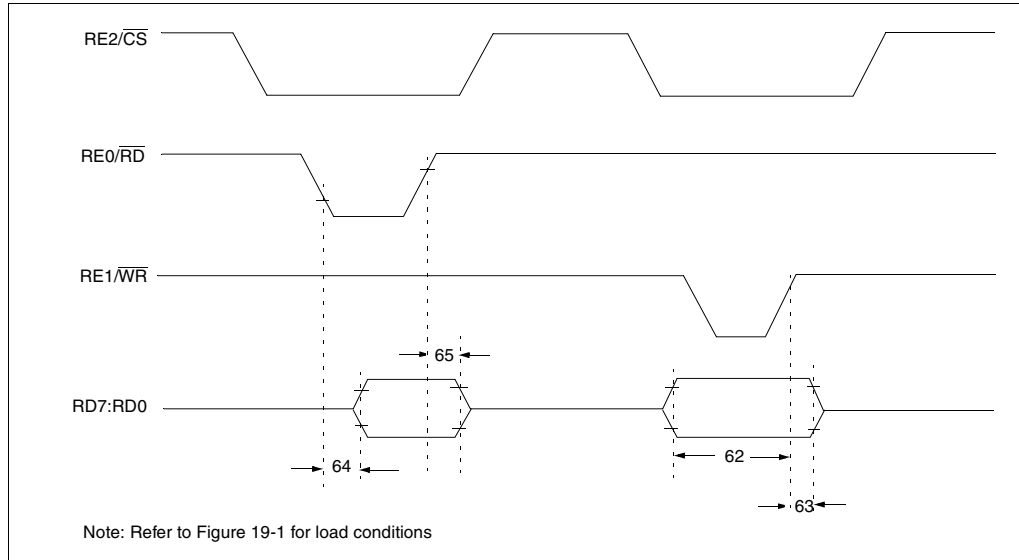 RE2/CS
RE0/RD
RE1/WR
65
RD7:RD0
64
62
63
Note: Refer to Figure 19-1 for load conditions